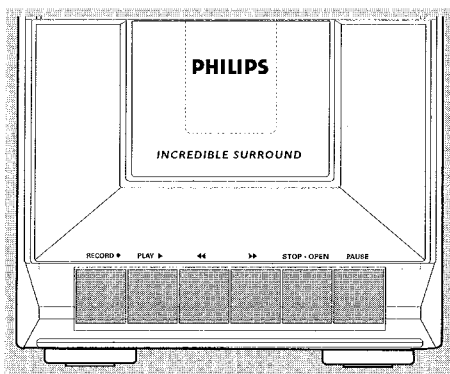 PHILIPS
INCREDIBLE SURROUND
RECORD ● PLAY ▶ ◀◀ ▶▶ STOP • OPEN PAUSE